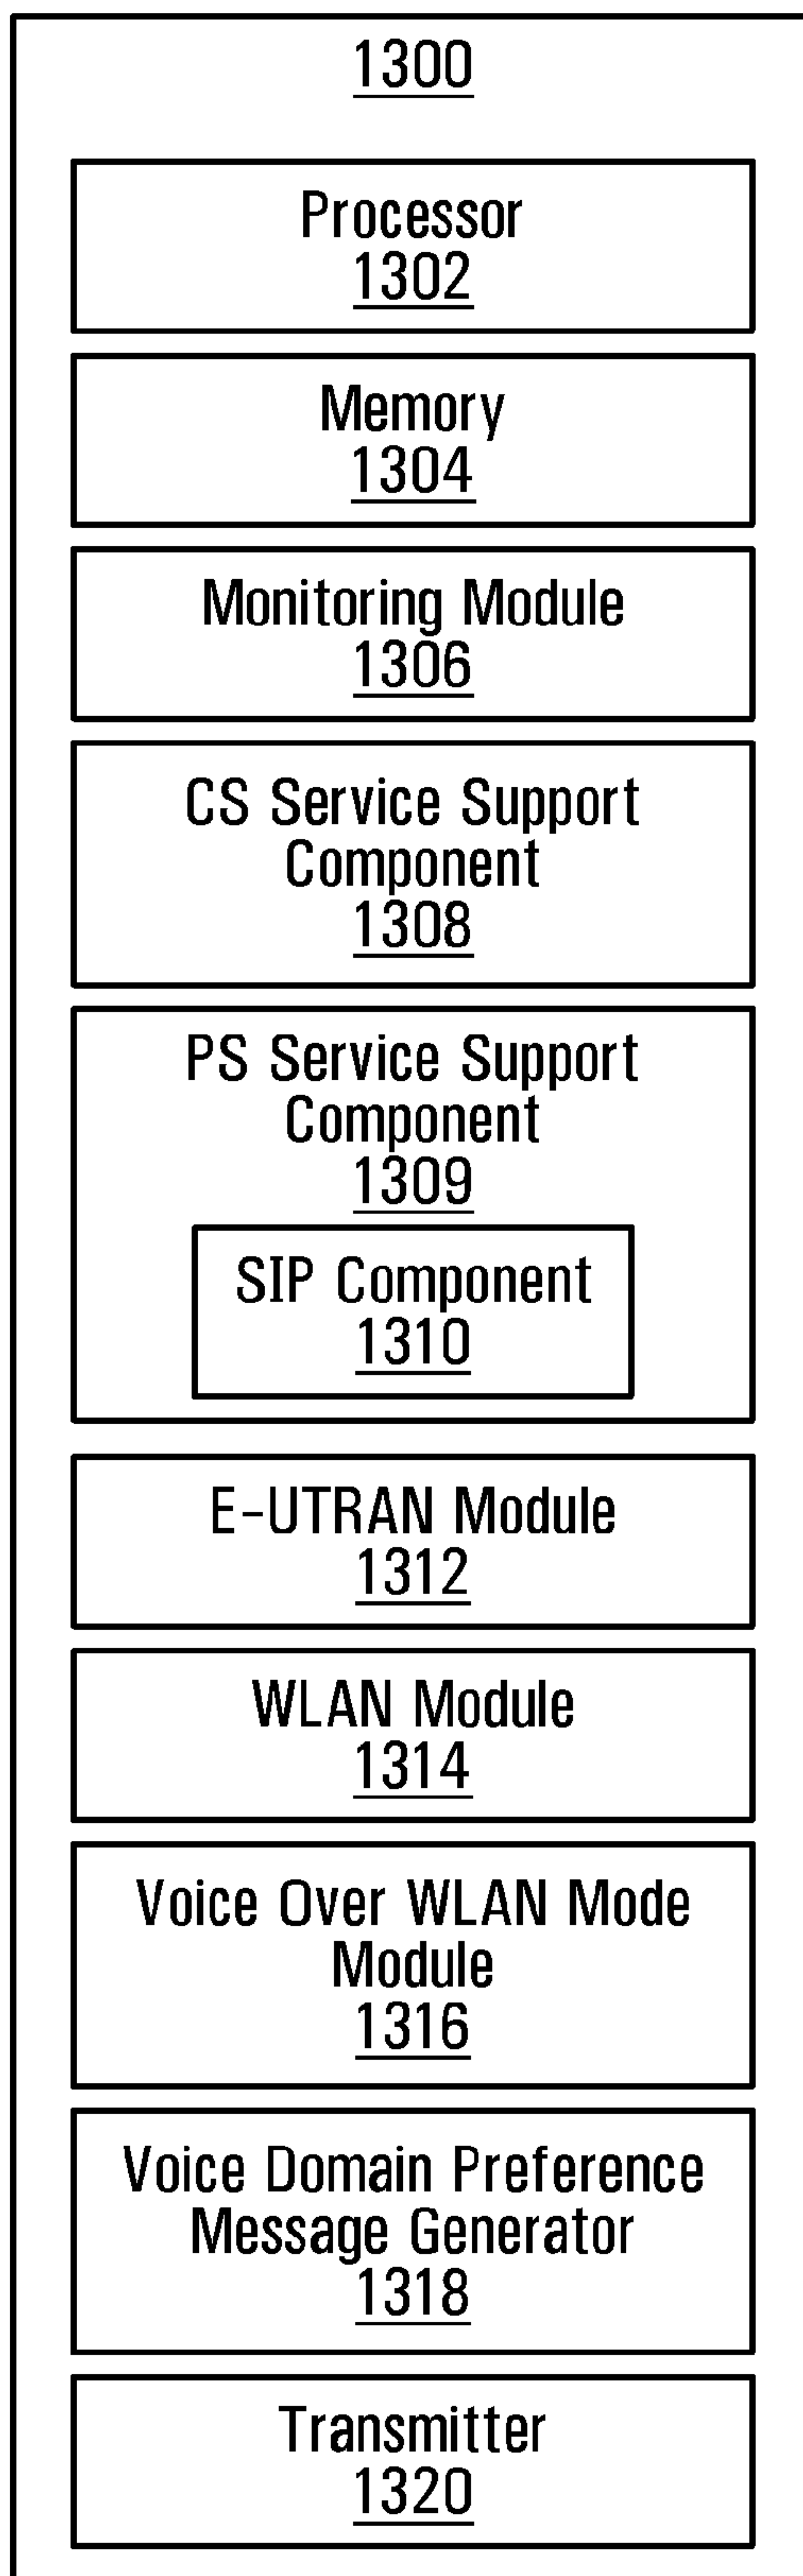 1300
Processor
1302
Memory
1304
Monitoring Module
1306
CS Service Support
Component
1308
PS Service Support
Component
1309
SIP Component
1310
E-UTRAN Module
1312
WLAN Module
1314
Voice Over WLAN Mode
Module
1316
Voice Domain Preference
Message Generator
1318
Transmitter
1320